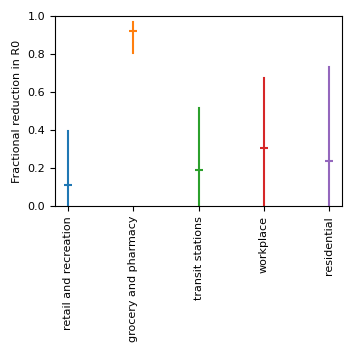 Fractional reduction in R0
1.0
0.8
0.6
0.4
0.2
0.0
retail and recreation
grocery and pharmacy
transit stations
workplace
residential